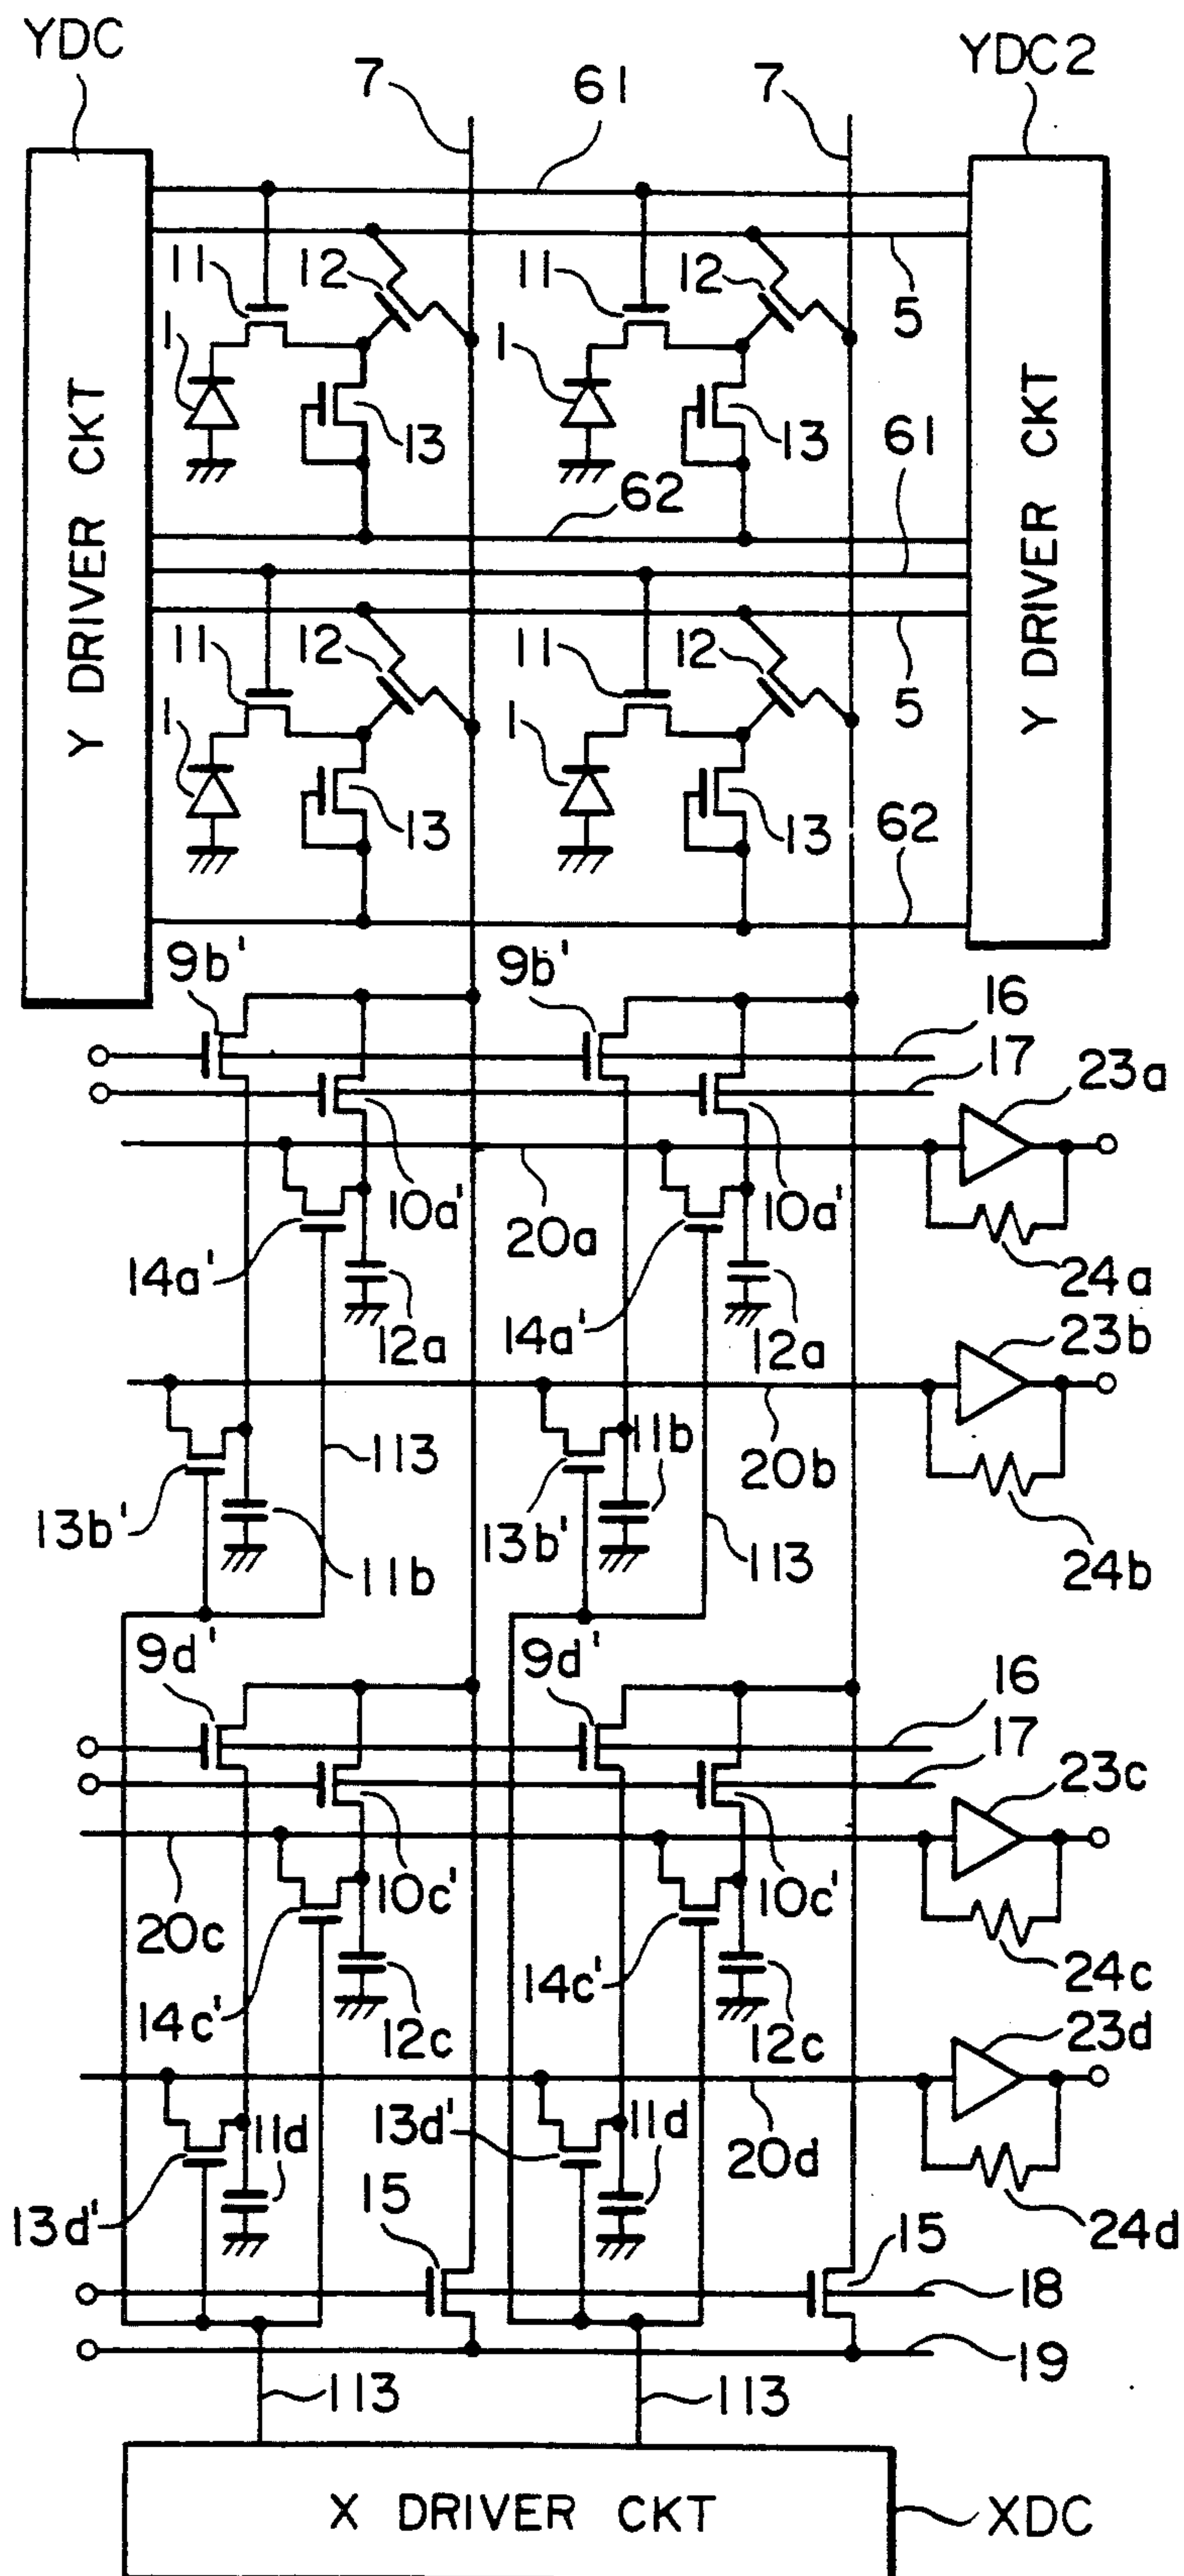 YDC
7
61
7
YDC2
11
12
11
12
5
1
1
13
13
61
62
Y DRIVER CKT
Y DRIVER CKT
11
12
11
12
5
1
1
13
13
62
9b'
9b'
16
17
23a
10a'
20a
10a'
14a'
24a
12a
14a'
12a
23b
113
11b
20b
13b'
13b'
11b
113
24b
9d'
9d'
16
17
23c
10c'
10c'
20c
24c
14c'
14c'
12c
12c
23d
11d
13d'
11d
20d
15
13d'
24d
15
18
19
113
113
X DRIVER CKT
XDC